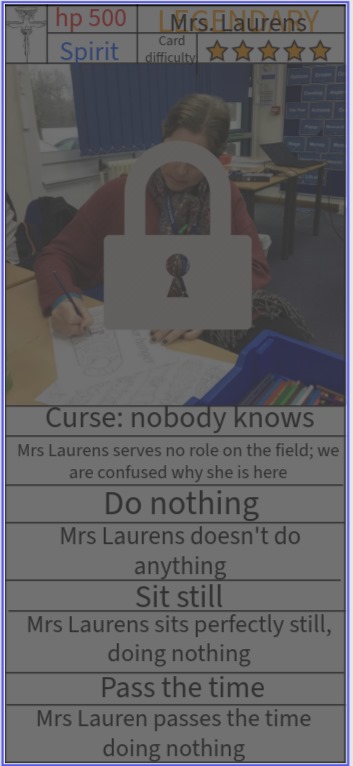 hp 500
LEGENDARY
Mrs. Laurens
Spirit
Card
difficulty
Curse: nobody knows
Mrs Laurens serves no role on the field; we
are confused why she is here
Do nothing
Mrs Laurens doesn't do
anything
Sit still
Mrs Laurens sits perfectly still,
doing nothing
Pass the time
Mrs Lauren passes the time
doing nothing